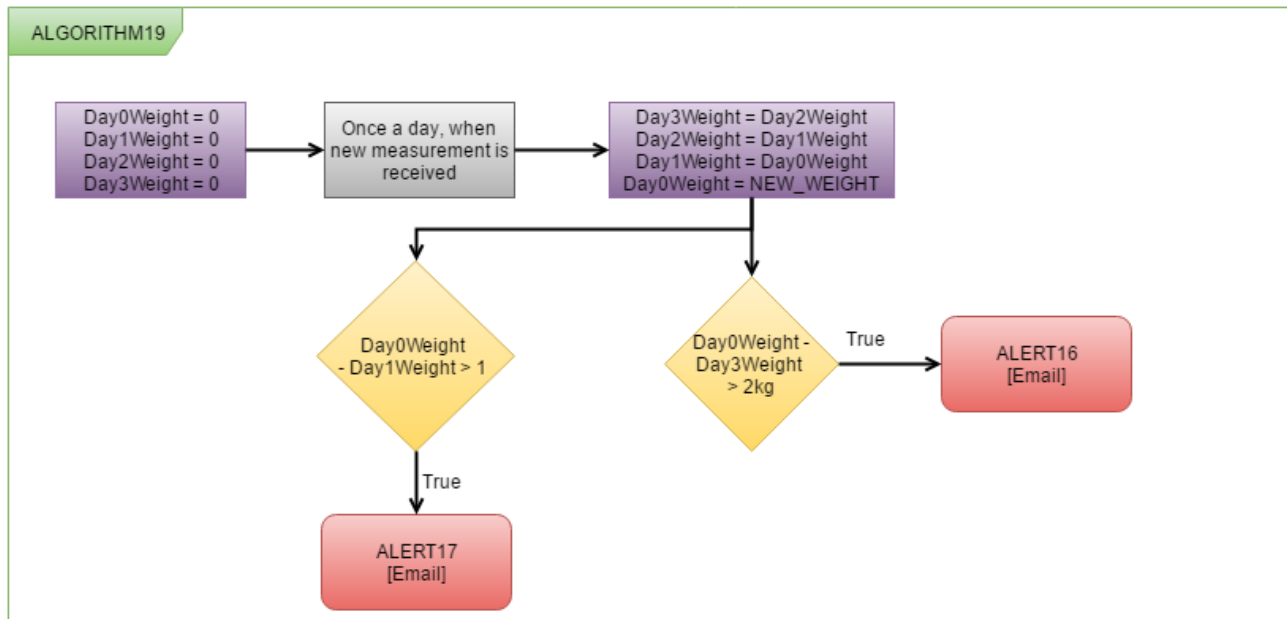 ALGORITHM19
Day0Weight = 0
Day1Weight = 0
Day2Weight = 0
Day3Weight = 0
Once a day, when
new measurement is
received
Day3Weight = Day2Weight
Day2Weight = Day1Weight
Day1Weight = Day0Weight
Day0Weight = NEW_WEIGHT
Day0Weight
- Day1Weight > 1
True
ALERT17
[Email]
Day0Weight -
Day3Weight
> 2kg
True
ALERT16
[Email]